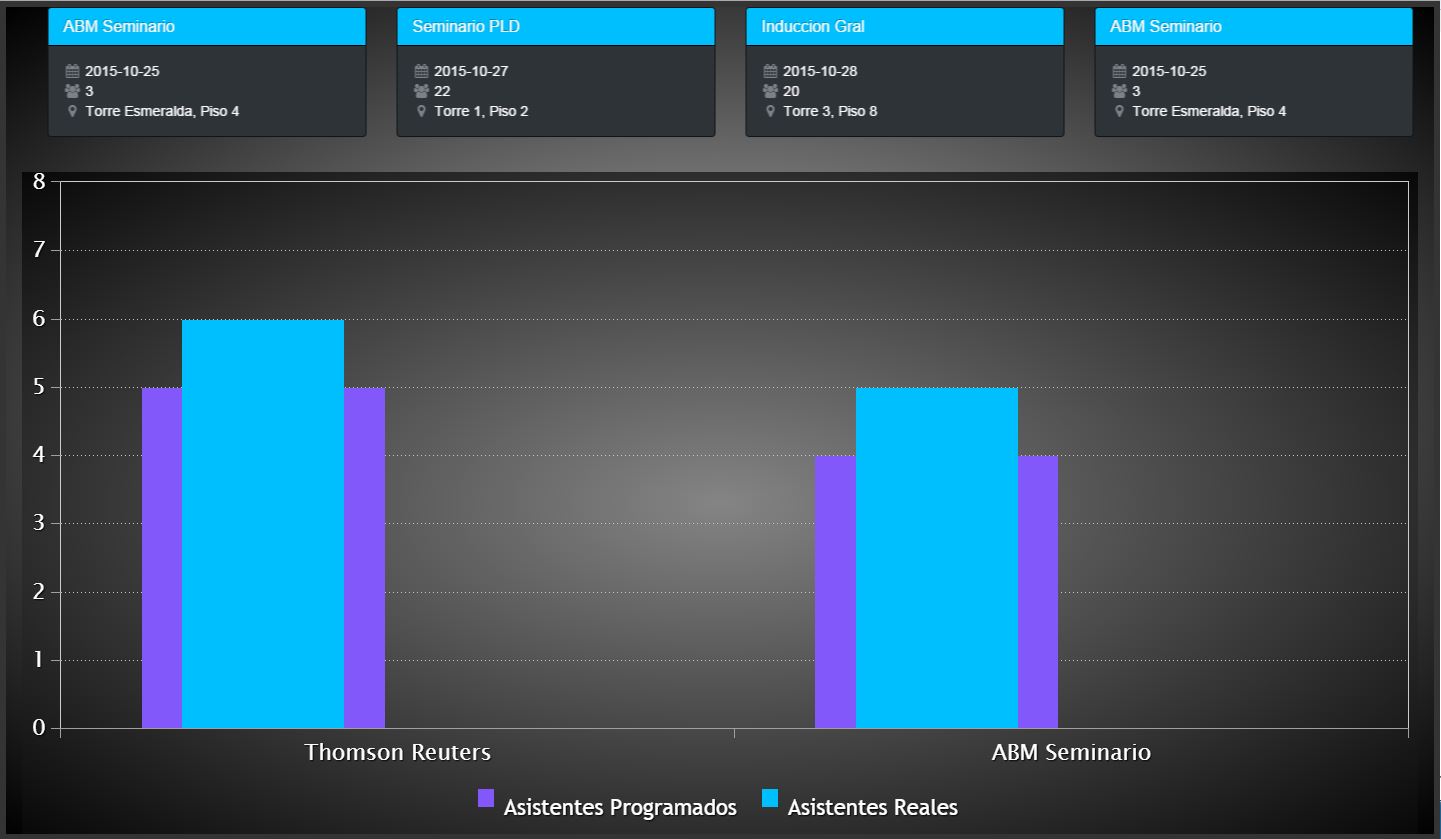 ABM Seminario
2015-10-25
3
Torre Esmeralda, Piso 4
Seminario PLD
2015-10-27
22
Torre 1, Piso 2
Induccion Gral
2015-10-28
20
Torre 3, Piso 8
ABM Seminario
2015-10-25
3
Torre Esmeralda, Piso 4
8
7
6
5
4
3
2
1
0
Thomson Reuters
ABM Seminario
Asistentes Programados
Asistentes Reales